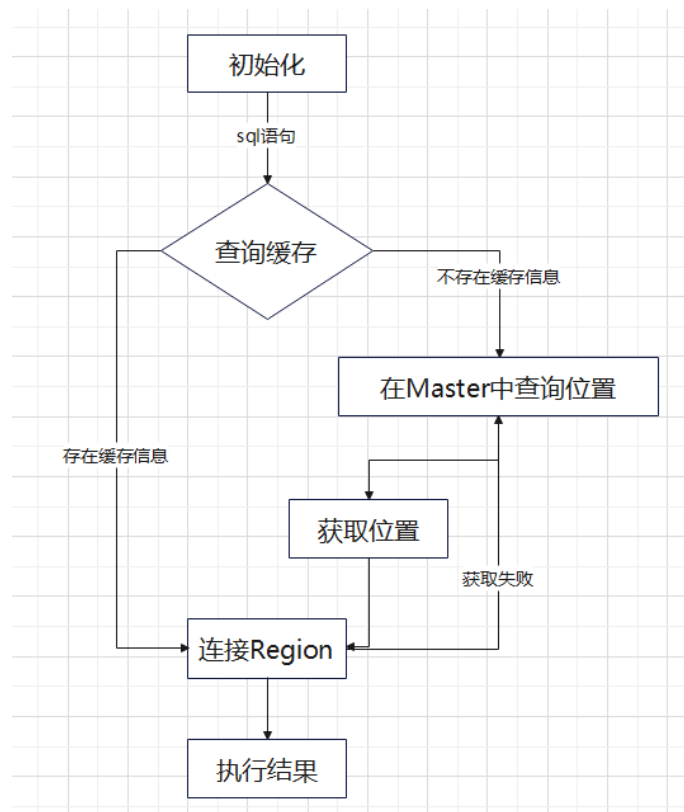 初始化
sql语句
查询缓存
不存在缓存信息
在Master中查询位置
存在缓存信息
获取位置
获取失败
连接Region
执行结果